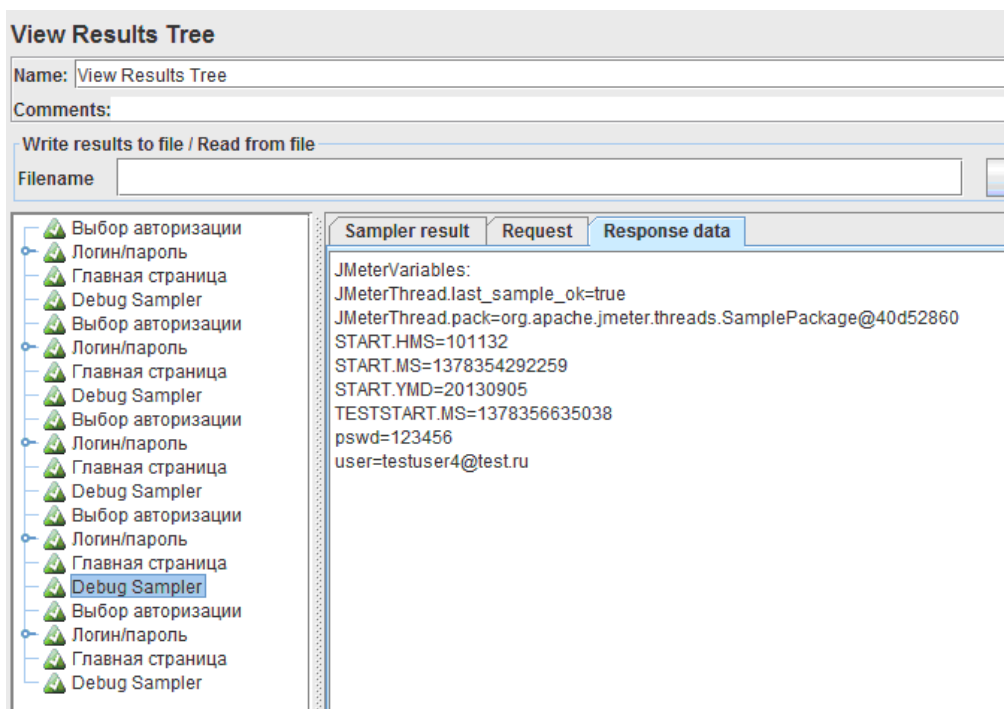 View Results Tree
Name: View Results Tree
Comments:
Write results to file / Read from file
Filename
Выбор авторизации
Логин/пароль
Главная страница
Debug Sampler
Выбор авторизации
Логин/пароль
Главная страница
Debug Sampler
Выбор авторизации
Логин/пароль
Главная страница
Debug Sampler
Выбор авторизации
Логин/пароль
Главная страница
Debug Sampler
Выбор авторизации
Логин/пароль
Главная страница
Debug Sampler
Sampler result Request Response data
JMeterVariables:
JMeterThread.last_sample_ok=true
JMeterThread.pack=org.apache.jmeter.threads.SamplePackage@40d52860
START.HMS=101132
START.MS=1378354292259
START.YMD=20130905
TESTSTART.MS=1378356635038
pswd=123456
user=testuser4@test.ru